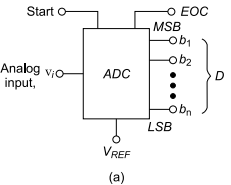 Start
EOC
MSB
b1
Analog input, vi
ADC
b2
D
bn
LSB
VREF
(a)